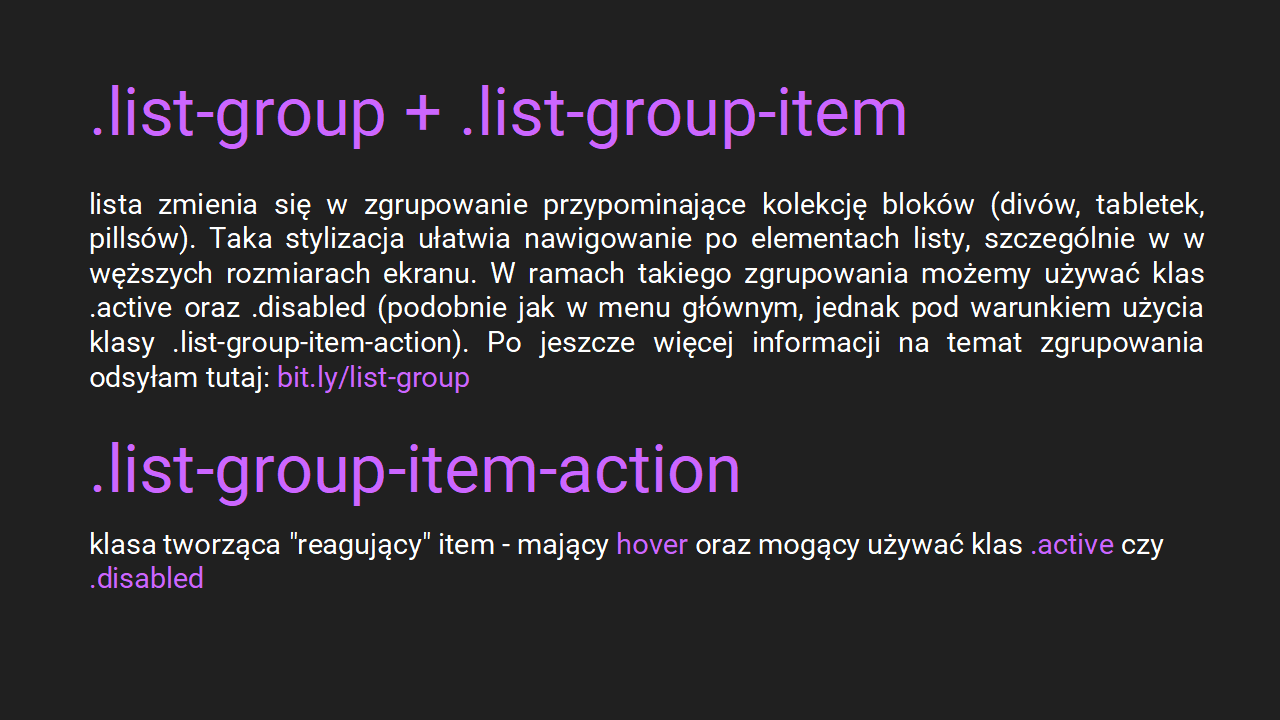 .list-group + .list-group-item
lista zmienia się w zgrupowanie przypominające kolekcję bloków (divów, tabletek,
pillsów). Taka stylizacja ułatwia nawigowanie po elementach listy, szczególnie w w
węższych rozmiarach ekranu. W ramach takiego zgrupowania możemy używać klas
.active oraz .disabled (podobnie jak w menu głównym, jednak pod warunkiem użycia
klasy .list-group-item-action). Po jeszcze więcej informacji na temat zgrupowania
odsyłam tutaj: bit.ly/list-group
.list-group-item-action
klasa tworząca "reagujący" item - mający hover oraz mogący używać klas .active czy
.disabled